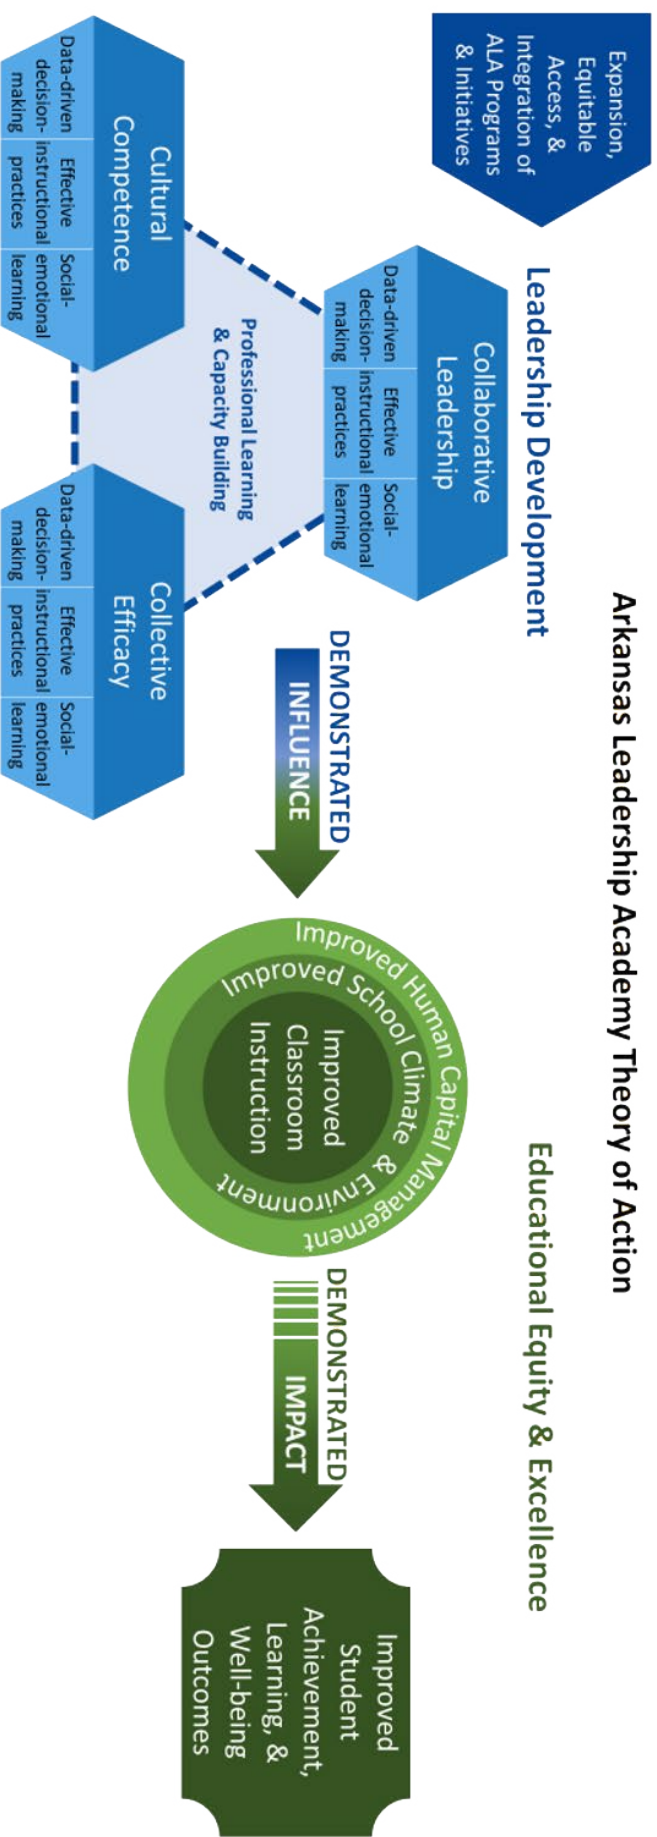 Arkansas Leadership Academy Theory of Action
Leadership Development
Educational Equity & Excellence
Expansion,
Equitable
Access, &
Integration of
ALA Programs
& Initiatives
Collaborative
Leadership
Data-driven
decision-
making
Effective
instructional
practices
Social-
emotional
learning
Professional Learning
& Capacity Building
Cultural
Competence
Data-driven
decision-
making
Effective
instructional
practices
Social-
emotional
learning
Collective
Efficacy
Data-driven
decision-
making
Effective
instructional
practices
Social-
emotional
learning
DEMONSTRATED
INFLUENCE
Improved Human Capital Management
Improved School Climate & Environment
Improved
Classroom
Instruction
DEMONSTRATED
IMPACT
Improved
Student
Achievement,
Learning, &
Well-being
Outcomes